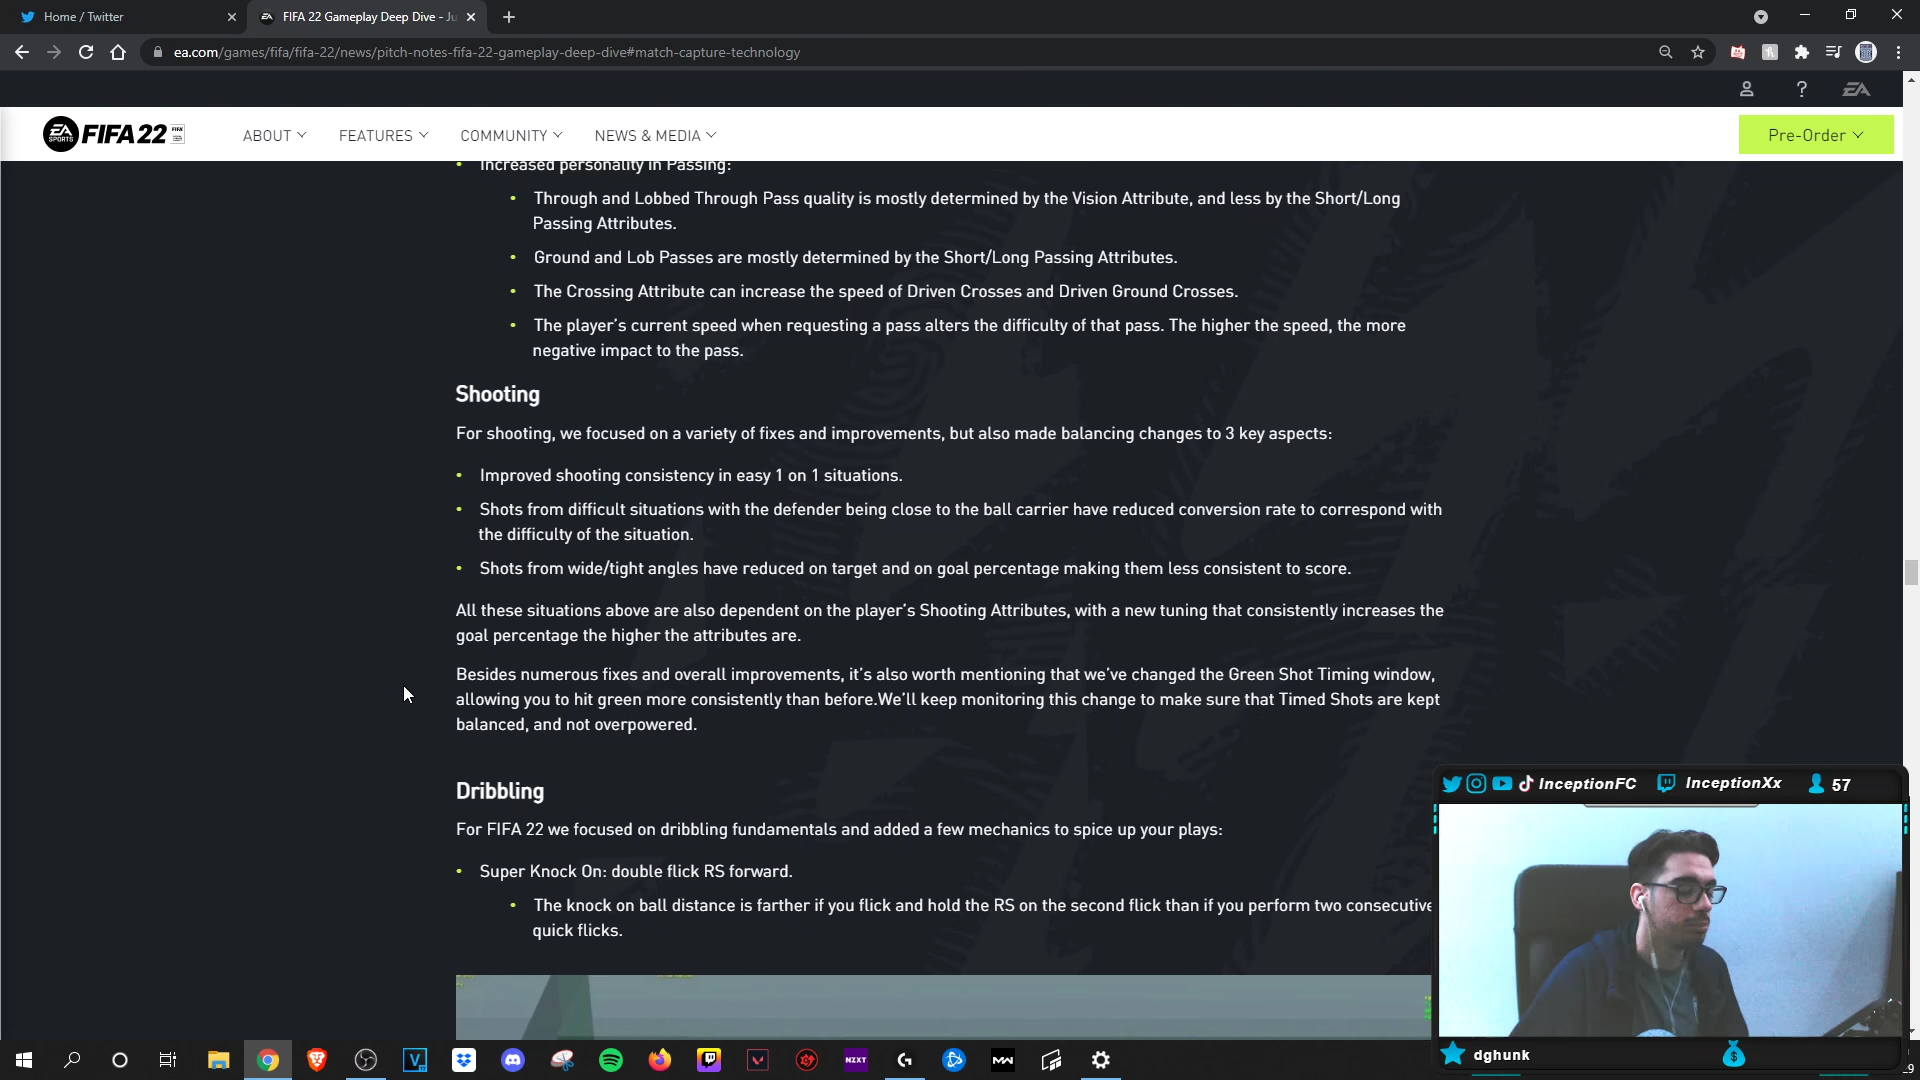 Home / Twitter
FIFA 22 Gameplay Deep Dive - Ju
ea.com/games/fifa/fifa-22/news/pitch-notes-fifa-22-gameplay-deep-dive#match-capture-technology
EA
EA SPORTS FIFA 22
ABOUT
FEATURES
COMMUNITY
NEWS & MEDIA
Pre-Order
• Increased personality in Passing:
• Through and Lobbed Through Pass quality is mostly determined by the Vision Attribute, and less by the Short/Long
Passing Attributes.
• Ground and Lob Passes are mostly determined by the Short/Long Passing Attributes.
• The Crossing Attribute can increase the speed of Driven Crosses and Driven Ground Crosses.
• The player's current speed when requesting a pass alters the difficulty of that pass. The higher the speed, the more
negative impact to the pass.
Shooting
For shooting, we focused on a variety of fixes and improvements, but also made balancing changes to 3 key aspects:
• Improved shooting consistency in easy 1 on 1 situations.
• Shots from difficult situations with the defender being close to the ball carrier have reduced conversion rate to correspond with
the difficulty of the situation.
• Shots from wide/tight angles have reduced on target and on goal percentage making them less consistent to score.
All these situations above are also dependent on the player's Shooting Attributes, with a new tuning that consistently increases the
goal percentage the higher the attributes are.
Besides numerous fixes and overall improvements, it's also worth mentioning that we've changed the Green Shot Timing window,
allowing you to hit green more consistently than before.We'll keep monitoring this change to make sure that Timed Shots are kept
balanced, and not overpowered.
Dribbling
For FIFA 22 we focused on dribbling fundamentals and added a few mechanics to spice up your plays:
• Super Knock On: double flick RS forward.
• The knock on ball distance is farther if you flick and hold the RS on the second flick than if you perform two consecutive
quick flicks.
InceptionFC
InceptionXx
57
dghunk
NZXT
MW